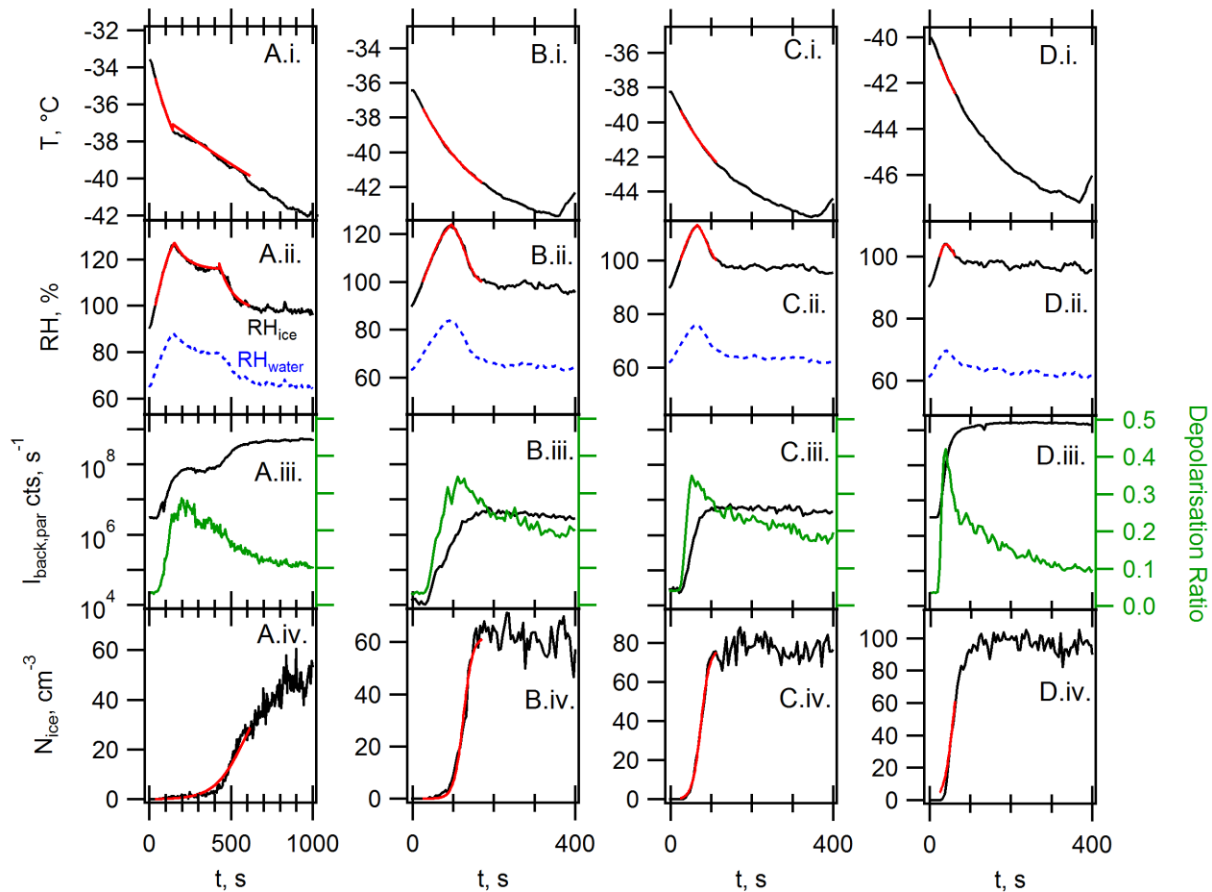 T, °C
-32
-34
-36
-38
-40
-42
A.i.
-34
-36
-38
-40
-42
B.i.
-36
-38
-40
-42
-44
C.i.
-40
-42
-44
-46
D.i.
RH, %
120
100
80
60
A.ii.
RHice
RHwater
120
100
80
60
B.ii.
100
80
60
C.ii.
100
80
60
D.ii.
Iback,par cts, s-1
10^8
10^6
10^4
A.iii.
B.iii.
C.iii.
D.iii.
0.5
0.4
0.3
0.2
0.1
0.0
Depolarisation Ratio
Nice, cm-3
60
40
20
0
A.iv.
60
40
20
0
B.iv.
80
60
40
20
0
C.iv.
100
80
60
40
20
0
D.iv.
0 500 1000
0 400
0 400
0 400
t, s
t, s
t, s
t, s